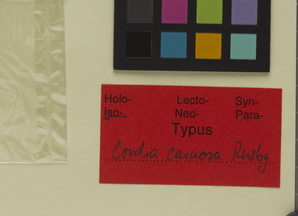 Holo- Lecto- Syn-
Iso- Neo- Para-
Typus
Cordia carnosa Rusby.